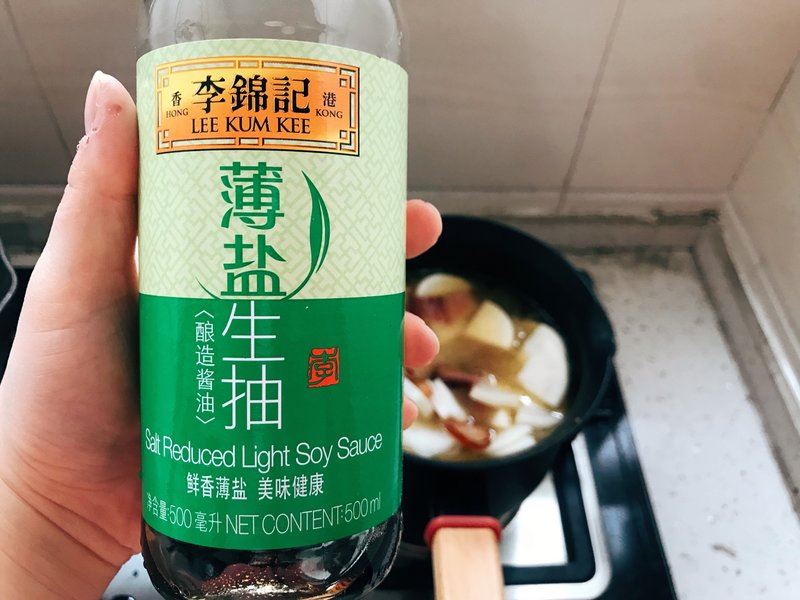 香 李錦記 港
HONG LEE KUM KEE KONG
薄盐
生抽
〈酿造酱油〉
李
Salt Reduced Light Soy Sauce
鲜香薄盐 美味健康
净含量:500毫升 NET CONTENT:500ml